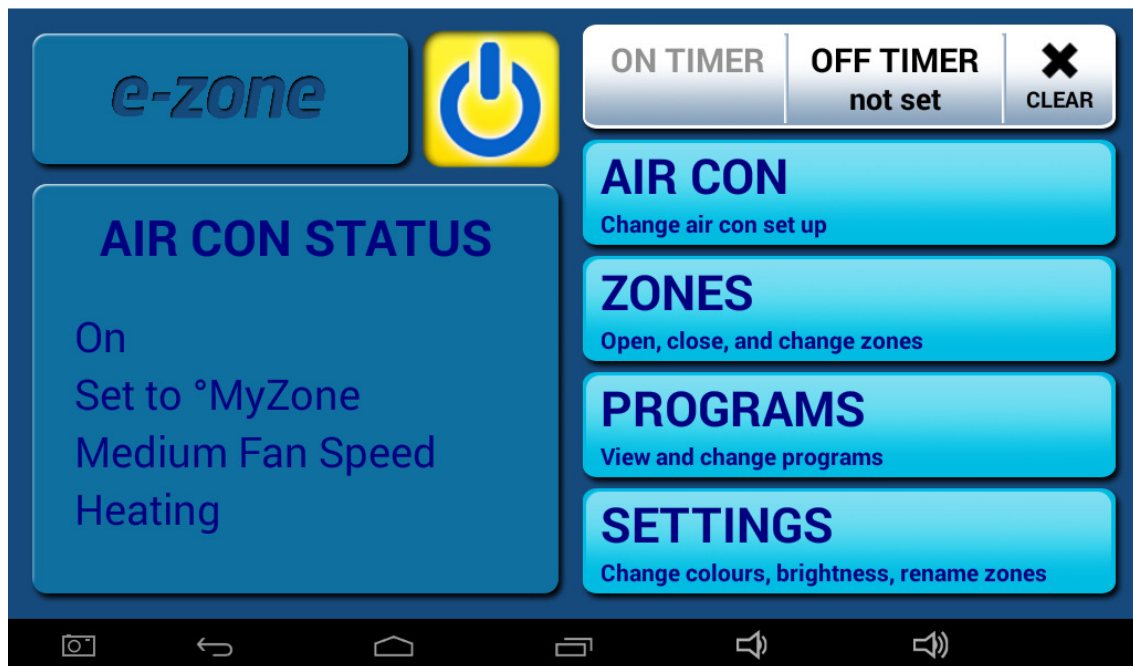 e-zone
AIR CON STATUS
On
Set to °MyZone
Medium Fan Speed
Heating
ON TIMER
OFF TIMER
not set
CLEAR
AIR CON
Change air con set up
ZONES
Open, close, and change zones
PROGRAMS
View and change programs
SETTINGS
Change colours, brightness, rename zones